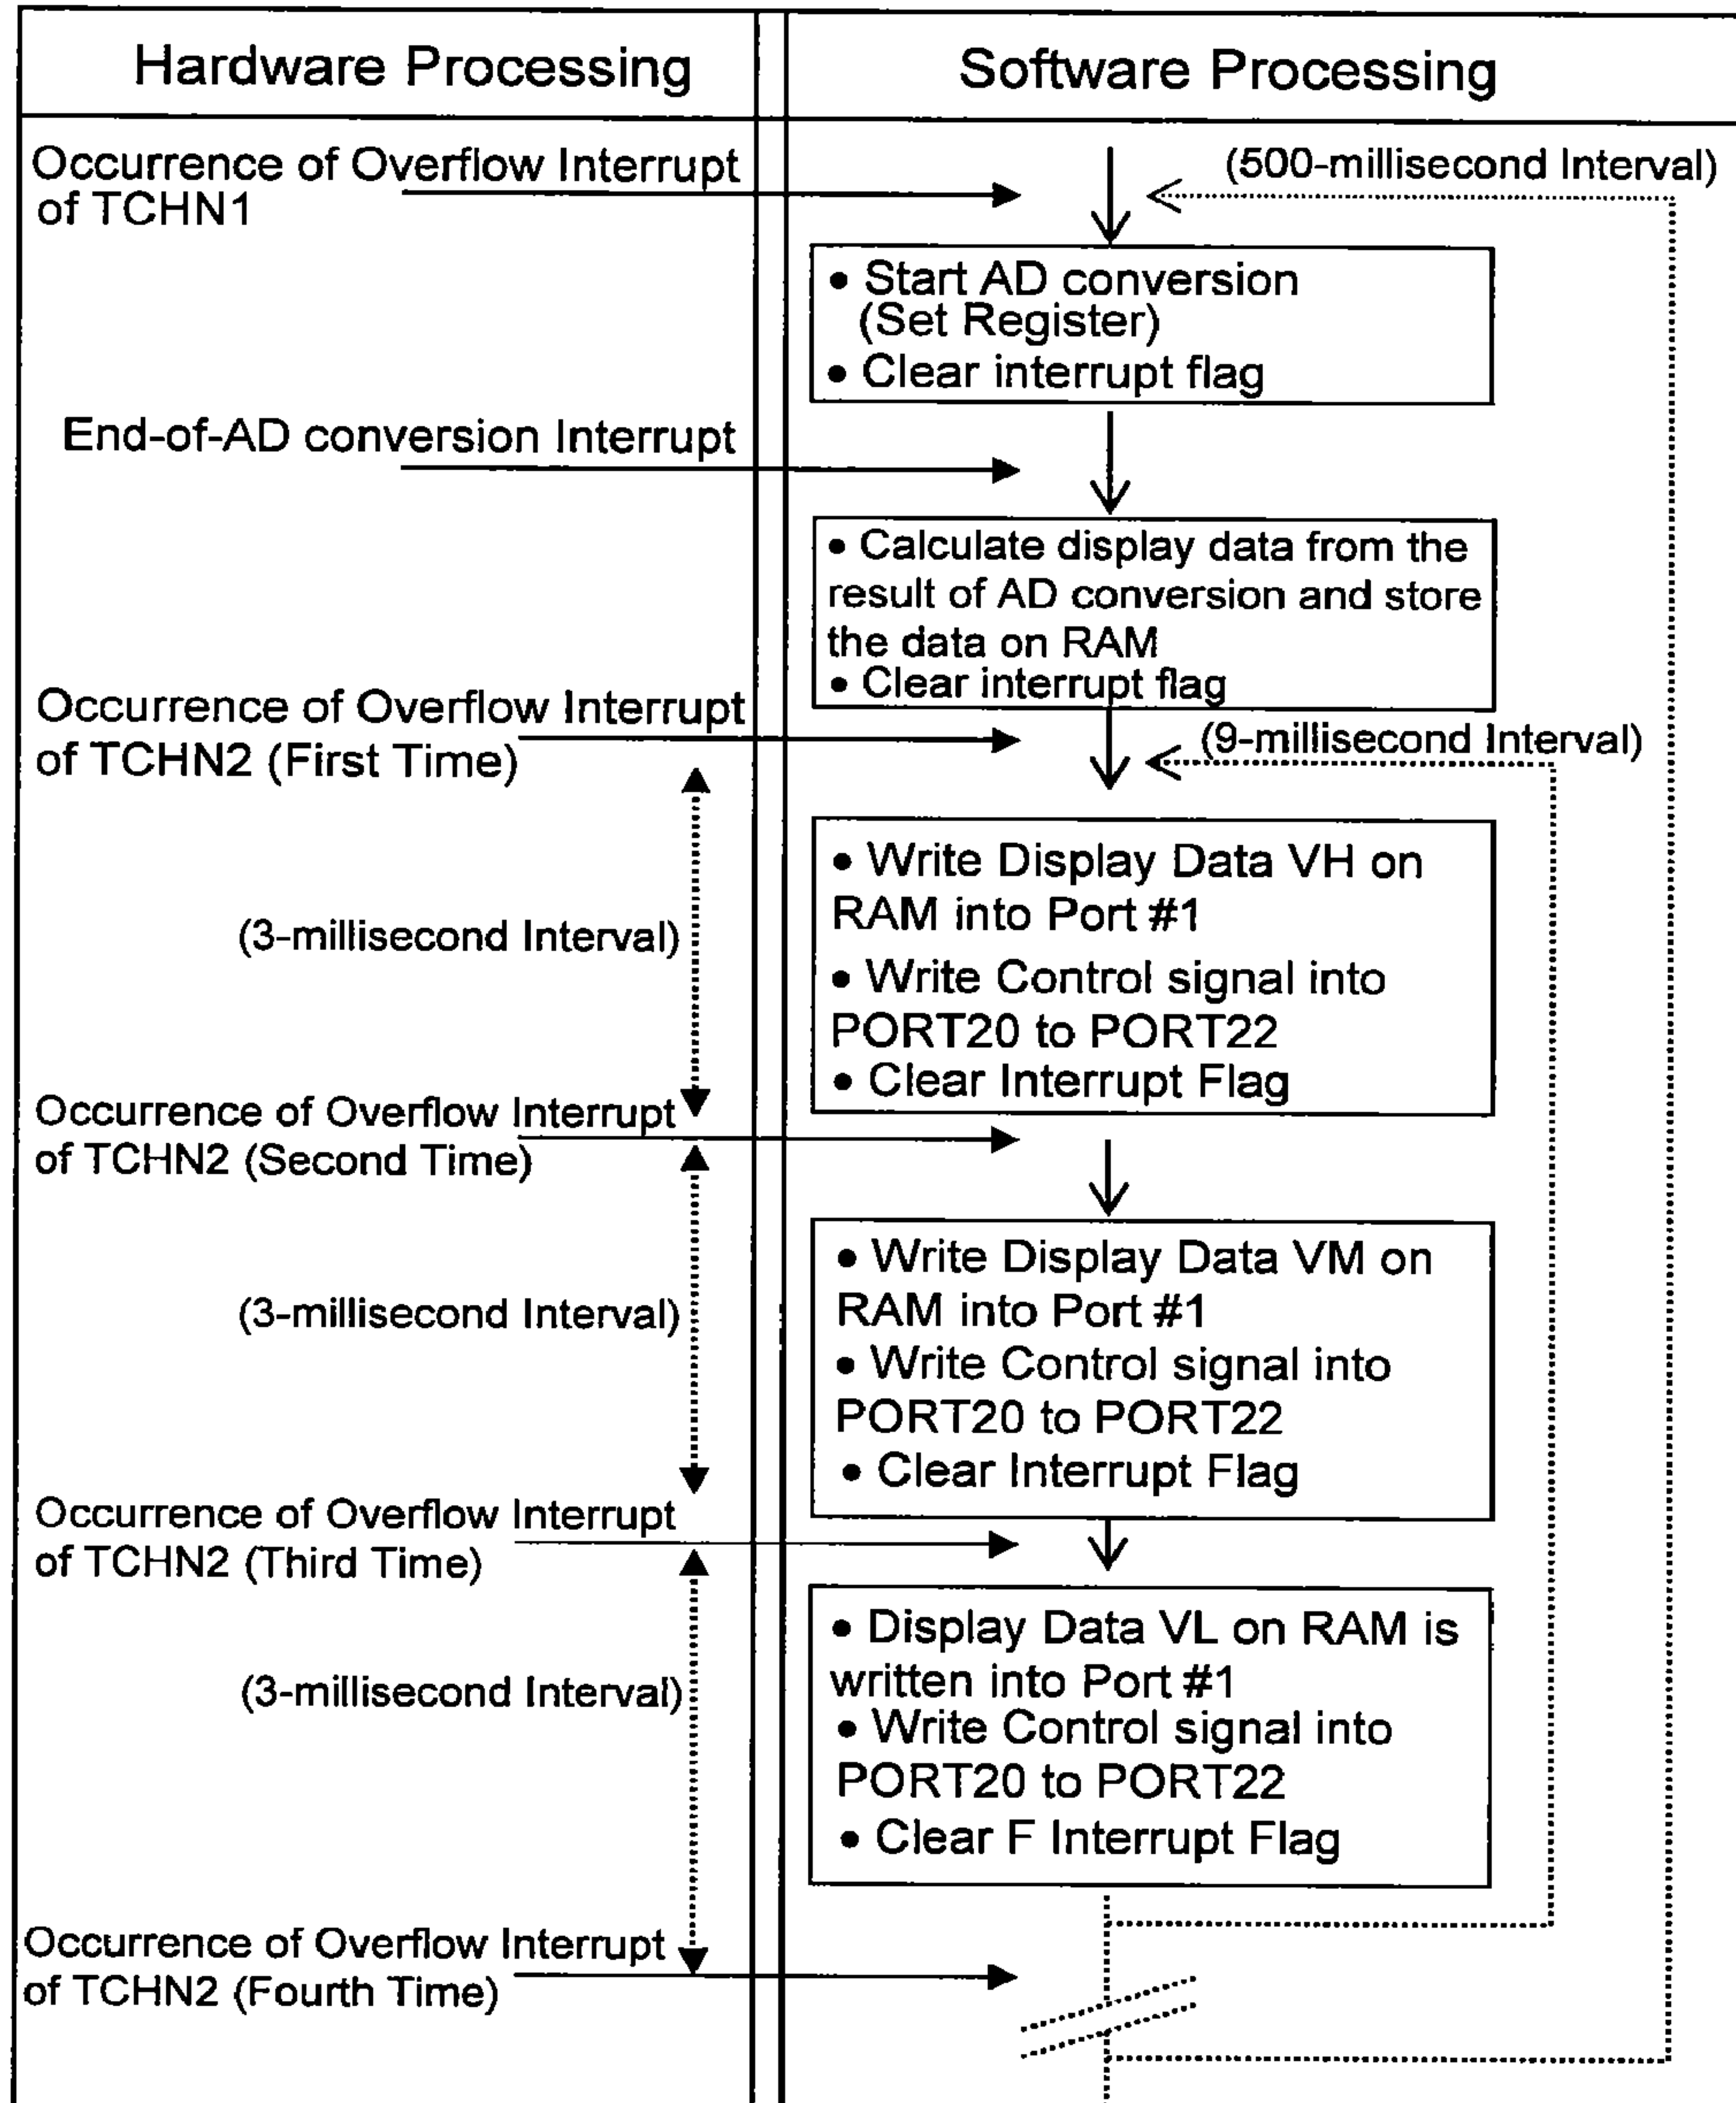 Hardware Processing
Software Processing
Occurrence of Overflow Interrupt
of TCHN1
(500-millisecond Interval)
• Start AD conversion
(Set Register)
• Clear interrupt flag
End-of-AD conversion Interrupt
• Calculate display data from the
result of AD conversion and store
the data on RAM
• Clear interrupt flag
Occurrence of Overflow Interrupt
of TCHN2 (First Time)
(9-millisecond Interval)
• Write Display Data VH on
RAM into Port #1
• Write Control signal into
PORT20 to PORT22
• Clear Interrupt Flag
(3-millisecond Interval)
Occurrence of Overflow Interrupt
of TCHN2 (Second Time)
• Write Display Data VM on
RAM into Port #1
• Write Control signal into
PORT20 to PORT22
• Clear Interrupt Flag
(3-millisecond Interval)
Occurrence of Overflow Interrupt
of TCHN2 (Third Time)
• Display Data VL on RAM is
written into Port #1
• Write Control signal into
PORT20 to PORT22
• Clear F Interrupt Flag
(3-millisecond Interval)
Occurrence of Overflow Interrupt
of TCHN2 (Fourth Time)